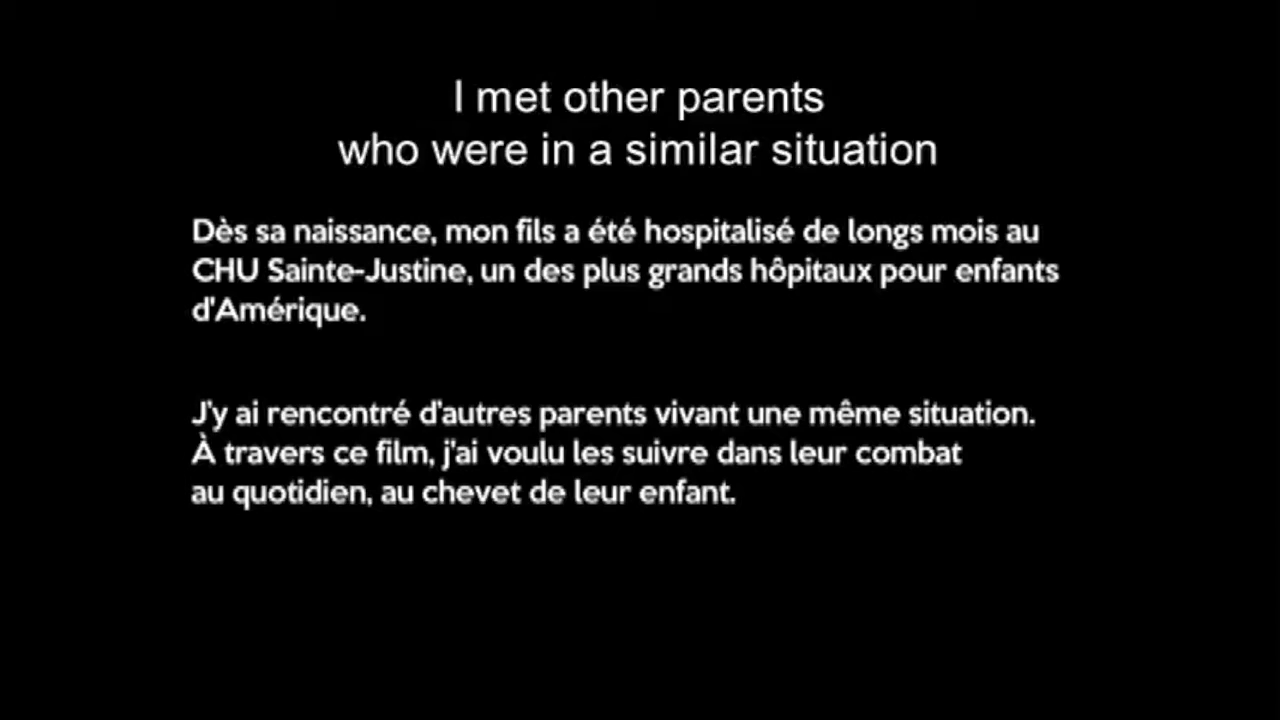 I met other parents
who were in a similar situation
Dès sa naissance, mon fils a été hospitalisé de longs mois au
CHU Sainte-Justine, un des plus grands hôpitaux pour enfants
d'Amérique.
J'y ai rencontré d'autres parents vivant une même situation.
À travers ce film, j'ai voulu les suivre dans leur combat
au quotidien, au chevet de leur enfant.